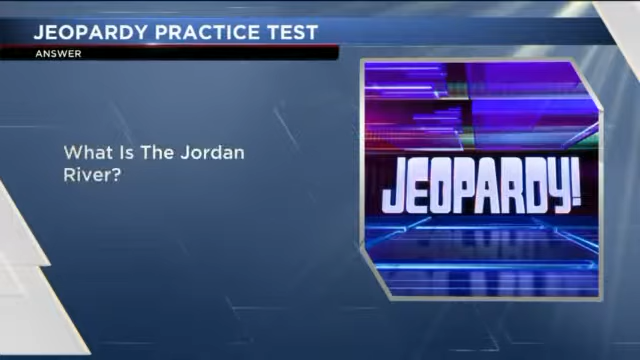 JEOPARDY PRACTICE TEST
ANSWER
What Is The Jordan
River?
JEOPARDY!